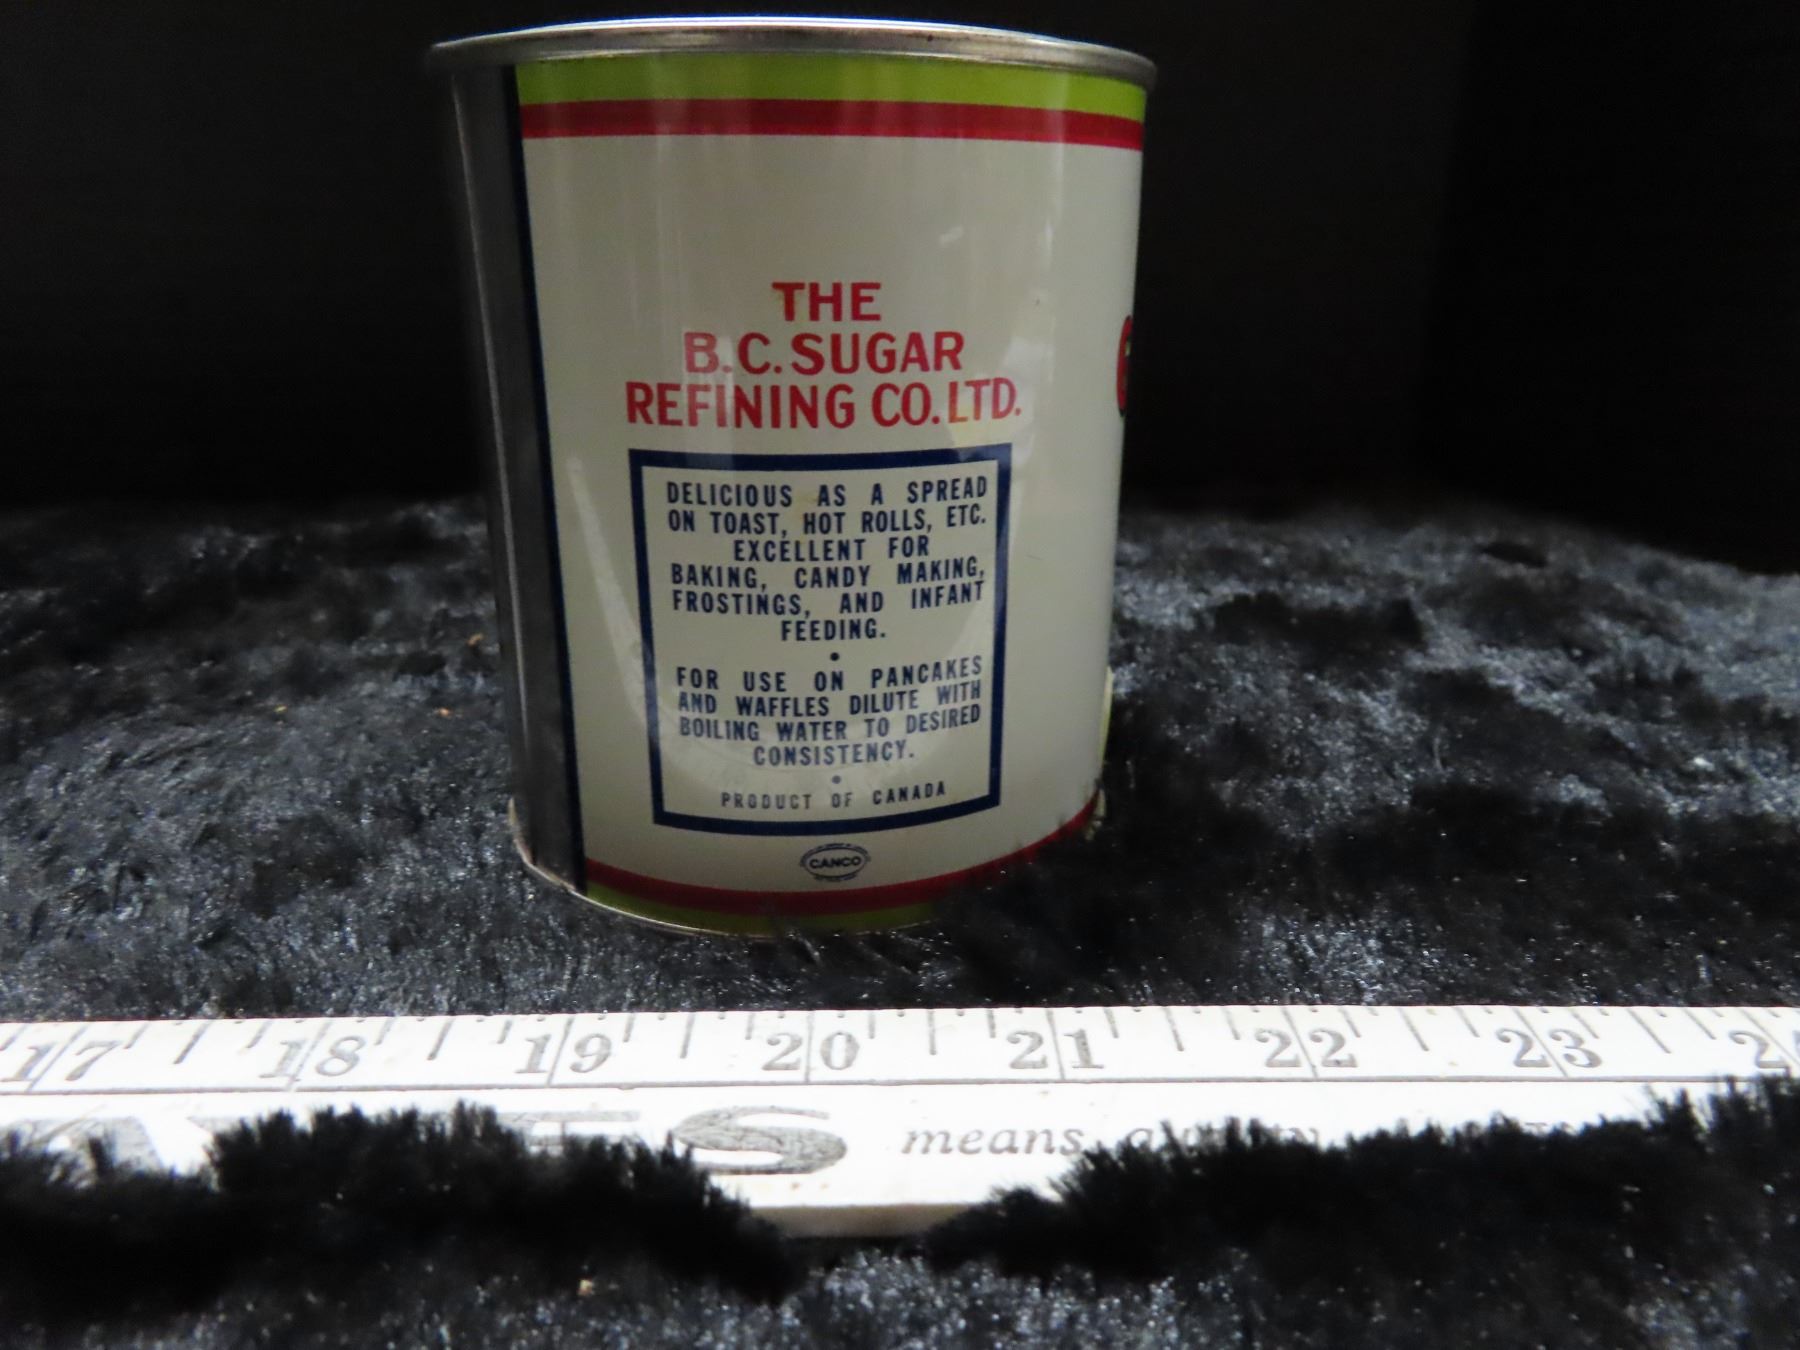 THE
B.C. SUGAR
REFINING CO. LTD.
DELICIOUS AS A SPREAD
ON TOAST, HOT ROLLS, ETC.
EXCELLENT FOR
BAKING, CANDY MAKING,
FROSTINGS, AND INFANT
FEEDING.
•
FOR USE ON PANCAKES
AND WAFFLES DILUTE WITH
BOILING WATER TO DESIRED
CONSISTENCY.
•
PRODUCT OF CANADA
CANCO
17 18 19 20 21 22 23
means